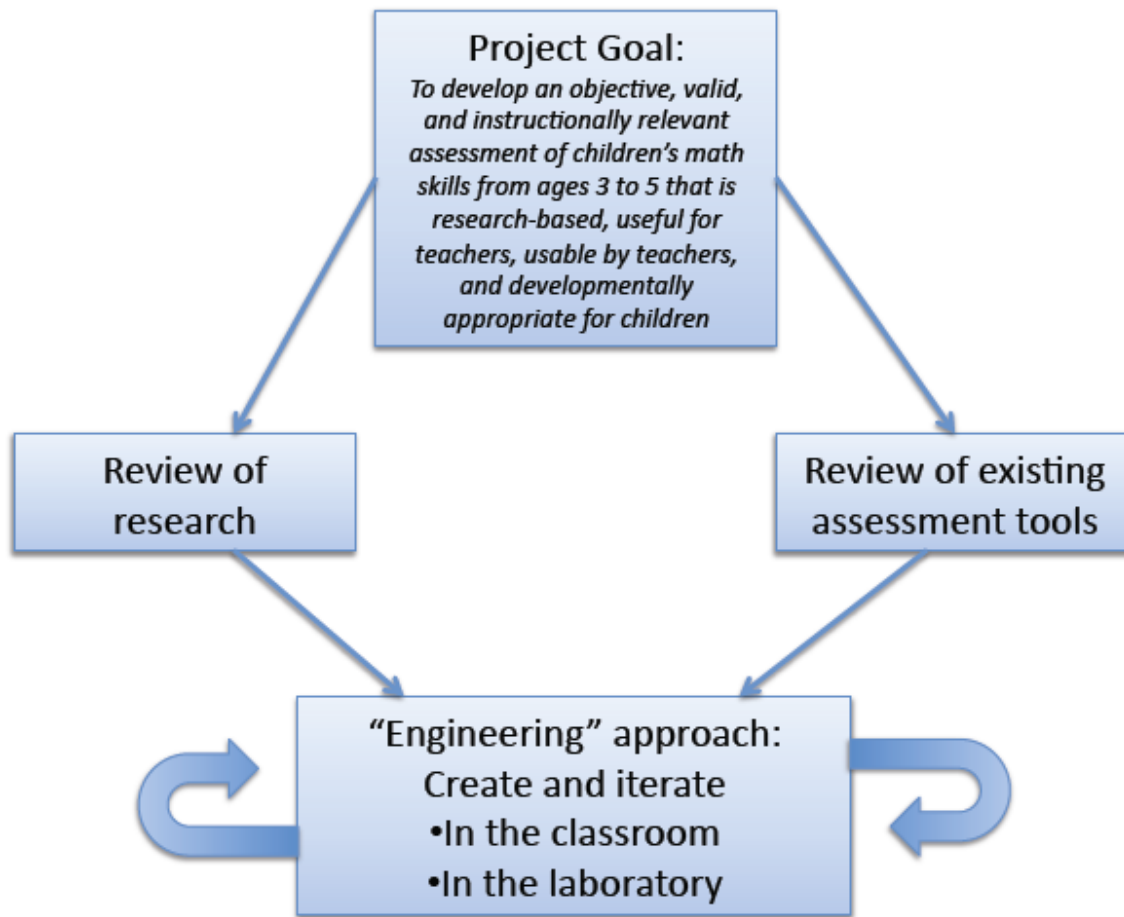 Project Goal:
To develop an objective, valid,
and instructionally relevant
assessment of children’s math
skills from ages 3 to 5 that is
research-based, useful for
teachers, usable by teachers,
and developmentally
appropriate for children
Review of
research
Review of existing
assessment tools
“Engineering” approach:
Create and iterate
•In the classroom
•In the laboratory